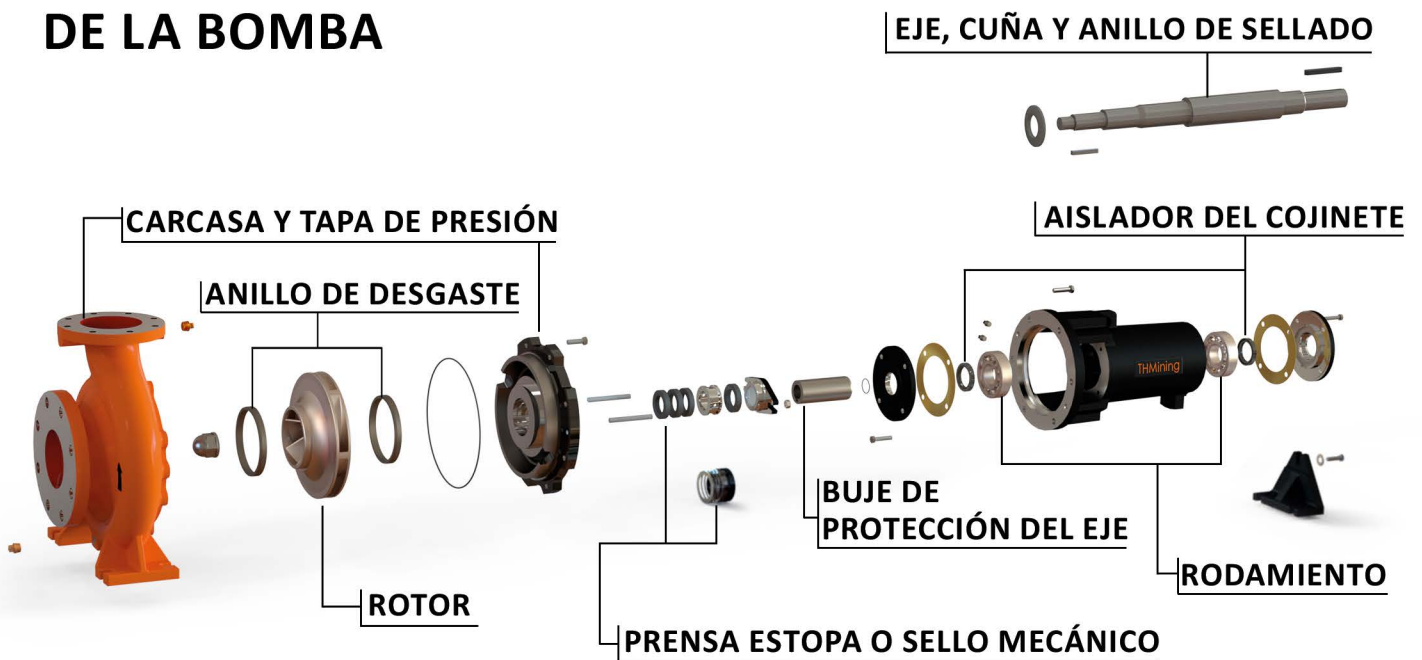 DE LA BOMBA
EJE, CUÑA Y ANILLO DE SELLADO
CARCASA Y TAPA DE PRESIÓN
AISLADOR DEL COJINETE
ANILLO DE DESGASTE
THMining
BUJE DE
PROTECCIÓN DEL EJE
RODAMIENTO
ROTOR
PRENSA ESTOPA O SELLO MECÁNICO